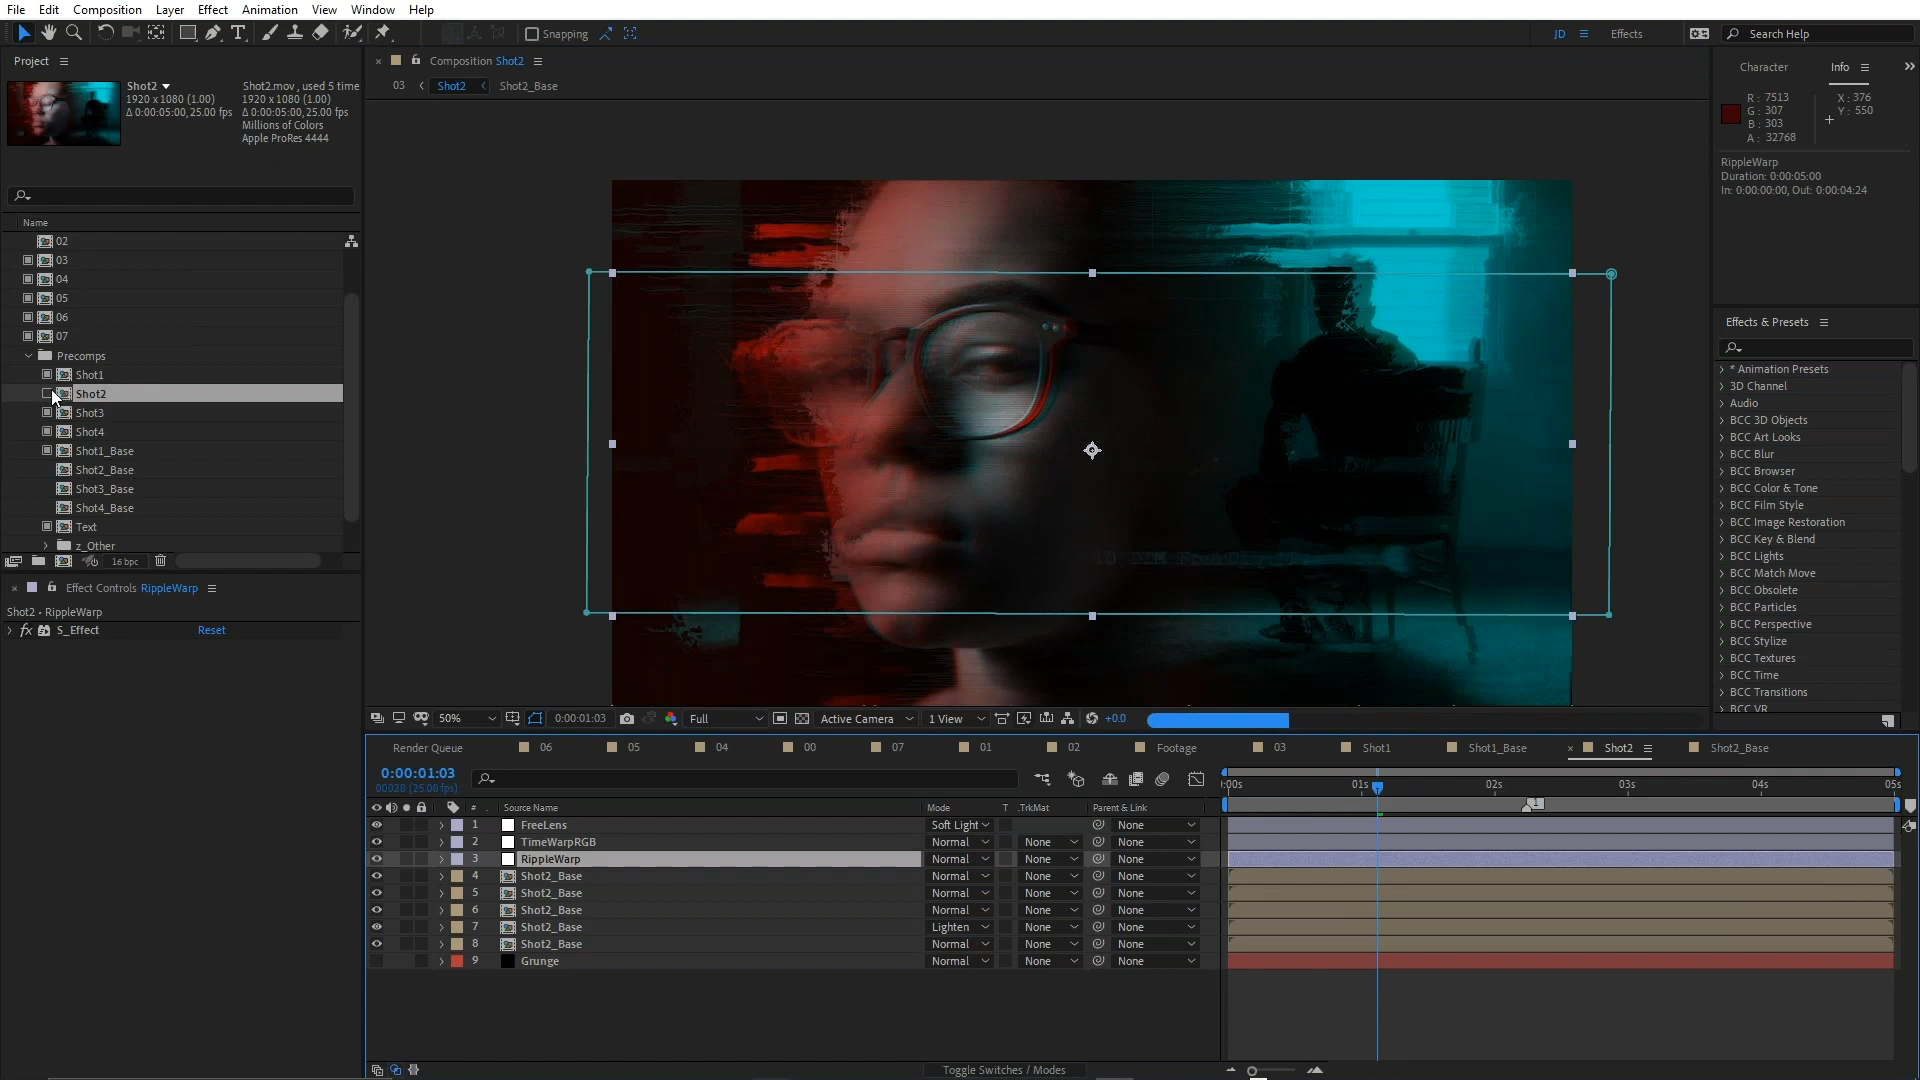 File Edit Composition Layer Effect Animation View Window Help
Snapping
JD
Effects
Search Help
Project
Shot2
1920 x 1080 (1.00)
Δ 0:00:05:00, 25.00 fps
Shot2.mov , used 5 time
1920 x 1080 (1.00)
Δ 0:00:05:00, 25.00 fps
Millions of Colors
Apple ProRes 4444
Name
02
03
04
05
06
07
Precomps
Shot1
Shot2
Shot3
Shot4
Shot1_Base
Shot2_Base
Shot3_Base
Shot4_Base
Text
z_Other
16 bpc
Effect Controls RippleWarp
Shot2 • RippleWarp
fx S_Effect Reset
Composition Shot2
03 Shot2 Shot2_Base
50% 0:00:01:03 Full Active Camera 1 View +0.0
Character Info
R : 7513
G : 307
B : 303
A : 32768
X : 376
Y : 550
RippleWarp
Duration: 0:00:05:00
In: 0:00:00:00, Out: 0:00:04:24
Effects & Presets
* Animation Presets
3D Channel
Audio
BCC 3D Objects
BCC Art Looks
BCC Blur
BCC Browser
BCC Color & Tone
BCC Film Style
BCC Image Restoration
BCC Key & Blend
BCC Lights
BCC Match Move
BCC Obsolete
BCC Particles
BCC Perspective
BCC Stylize
BCC Textures
BCC Time
BCC Transitions
BCC VR
Render Queue 06 05 04 00 07 01 02 Footage 03 Shot1 Shot1_Base Shot2 Shot2_Base
0:00:01:03
00028 (25.00 fps)
:00s 01s 02s 03s 04s 05s
1
# Source Name Mode T .TrkMat Parent & Link
1 FreeLens Soft Light None
2 TimeWarpRGB Normal None None
3 RippleWarp Normal None None
4 Shot2_Base Normal None None
5 Shot2_Base Normal None None
6 Shot2_Base Normal None None
7 Shot2_Base Lighten None None
8 Shot2_Base Normal None None
9 Grunge Normal None None
Toggle Switches / Modes